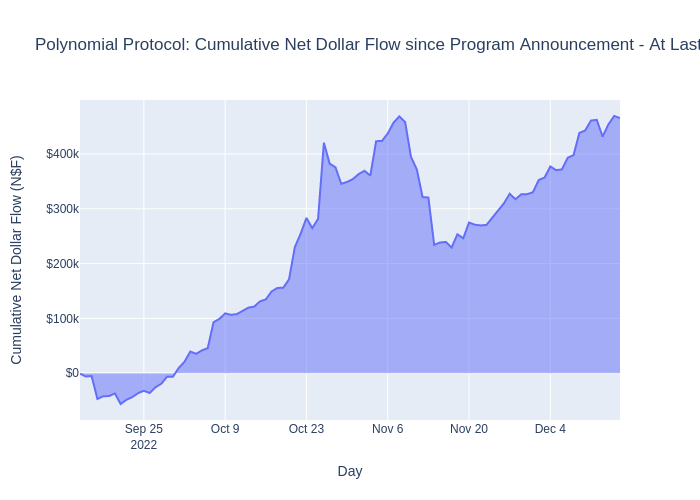 Polynomial Protocol: Cumulative Net Dollar Flow since Program Announcement - At Last
Cumulative Net Dollar Flow (N$F)
$400k
$300k
$200k
$100k
$0
Sep 25
2022
Oct 9
Oct 23
Nov 6
Nov 20
Dec 4
Day